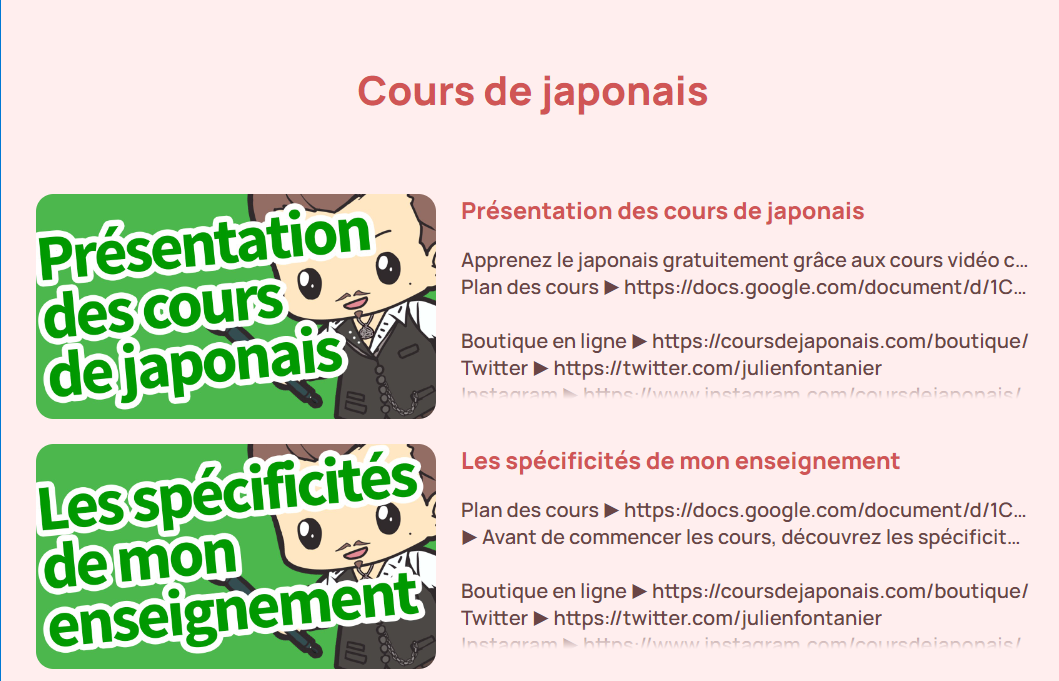 Cours de japonais
Présentation
des cours
de japonais
Présentation des cours de japonais
Apprenez le japonais gratuitement grâce aux cours vidéo c...
Plan des cours ▶ https://docs.google.com/document/d/1C...
Boutique en ligne ▶ https://coursdejaponais.com/boutique/
Twitter ▶ https://twitter.com/julienfontanier
Instagram ▶ https://www.instagram.com/coursdejaponais/
Les spécificités
de mon
enseignement
Les spécificités de mon enseignement
Plan des cours ▶ https://docs.google.com/document/d/1C...
▶ Avant de commencer les cours, découvrez les spécificit...
Boutique en ligne ▶ https://coursdejaponais.com/boutique/
Twitter ▶ https://twitter.com/julienfontanier
Instagram ▶ https://www.instagram.com/coursdejaponais/